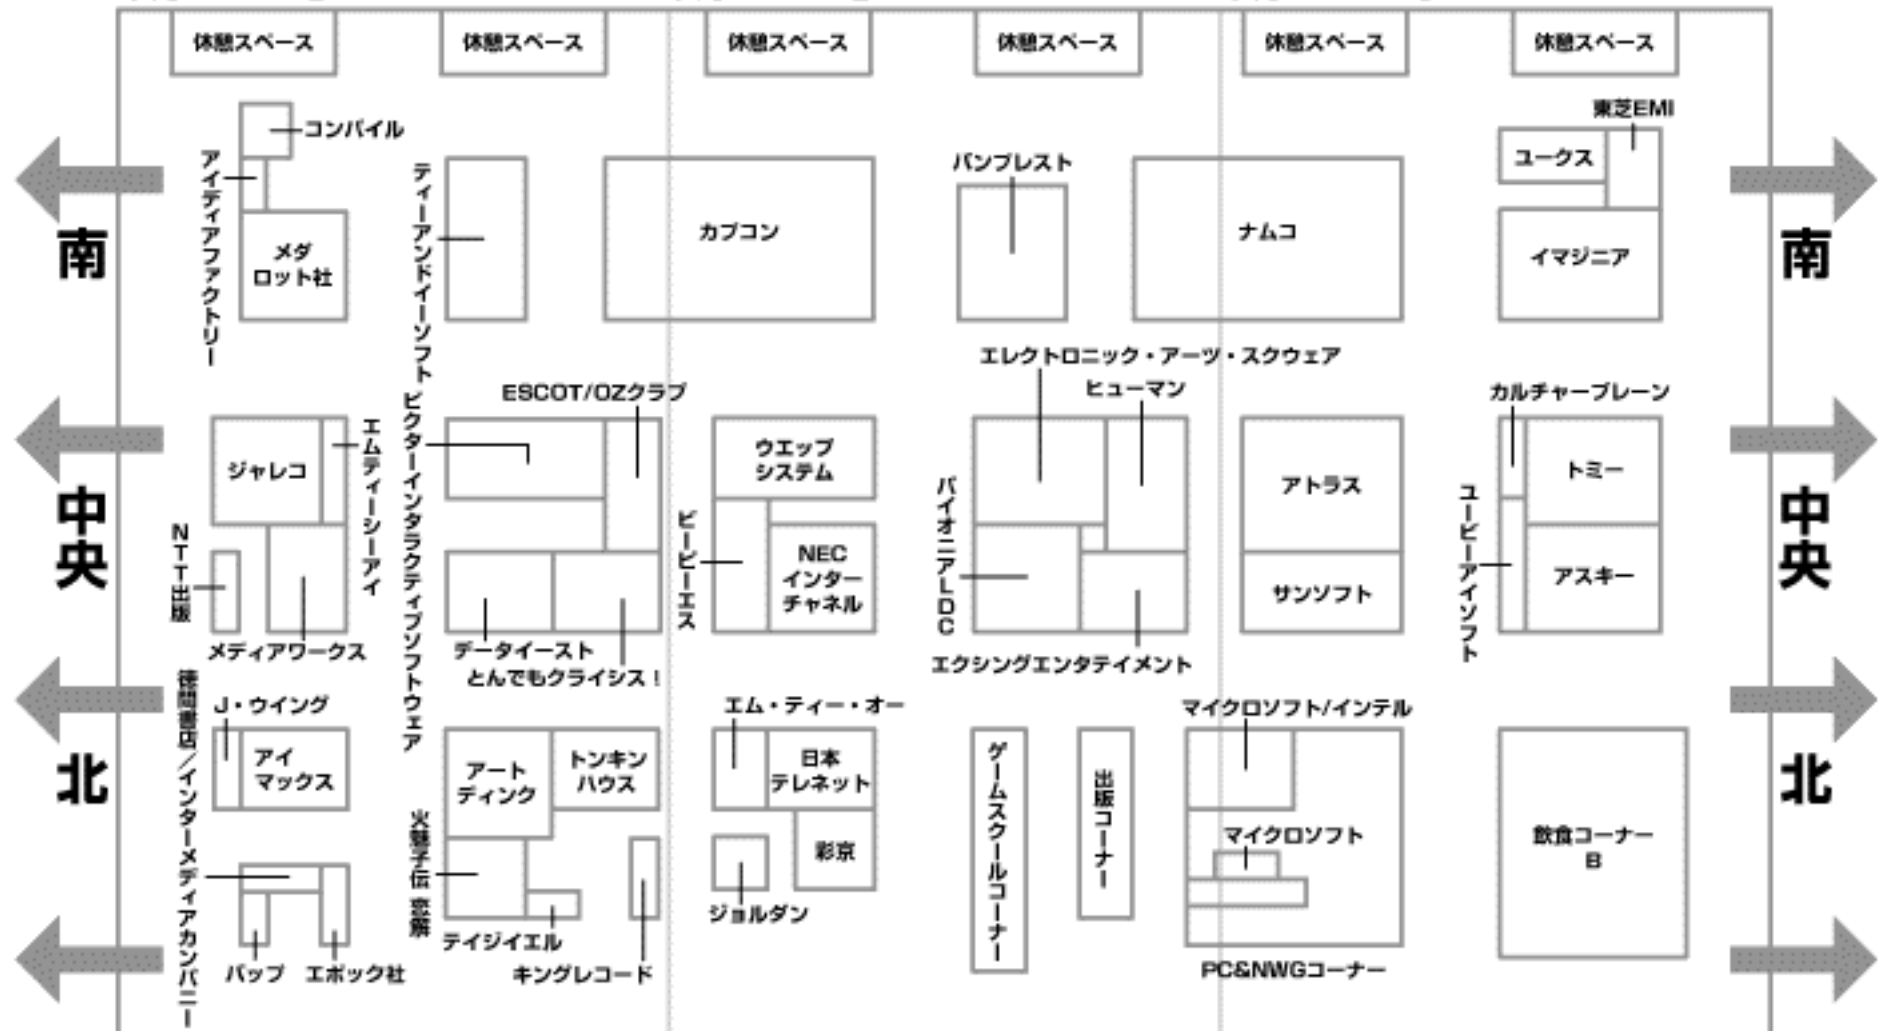 休憩スペース
休憩スペース
休憩スペース
休憩スペース
休憩スペース
休憩スペース
コンパイル
アイディアファクトリー
メダ
ロット社
ティーアンドイーソフト
カプコン
バンプレスト
ナムコ
東芝EMI
ユークス
イマジニア
南
南
ジャレコ
エムティーシーアイ
NTT出版
メディアワークス
ESCOT/OZクラブ
ビクターインタラクティブソフトウェア
データイースト
とんでもクライシス！
ウエップ
システム
ビーピーエス
NEC
インター
チャネル
エレクトロニック・アーツ・スクウェア
ヒューマン
パイオニアLDC
エクシングエンタテイメント
アトラス
サンソフト
カルチャーブレーン
トミー
ユービーアイソフト
アスキー
中央
中央
J・ウイング
アイ
マックス
徳間書店/インターメディアカンパニー
バップ
エポック社
アート
ディンク
トンキン
ハウス
火魅子伝 恋解
テイジイエル
キングレコード
エム・ティー・オー
日本
テレネット
彩京
ジョルダン
ゲームスクールコーナー
出版コーナー
マイクロソフト/インテル
マイクロソフト
PC&NWGコーナー
飲食コーナー
B
北
北